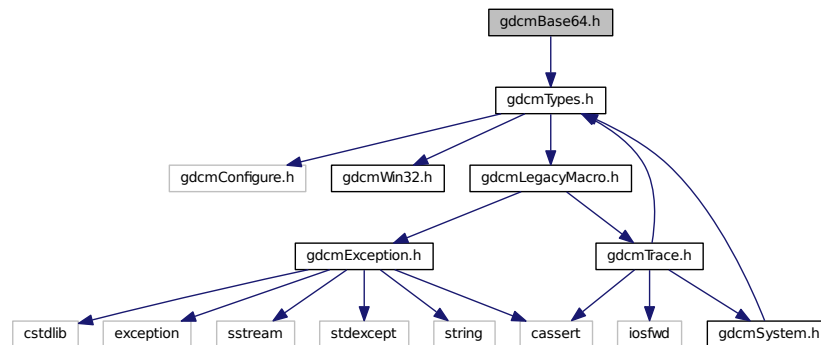 gdcmBase64.h
gdcmTypes.h
gdcmConfigure.h
gdcmWin32.h
gdcmLegacyMacro.h
gdcmException.h
gdcmTrace.h
cstdlib
exception
sstream
stdexcept
string
cassert
iosfwd
gdcmSystem.h